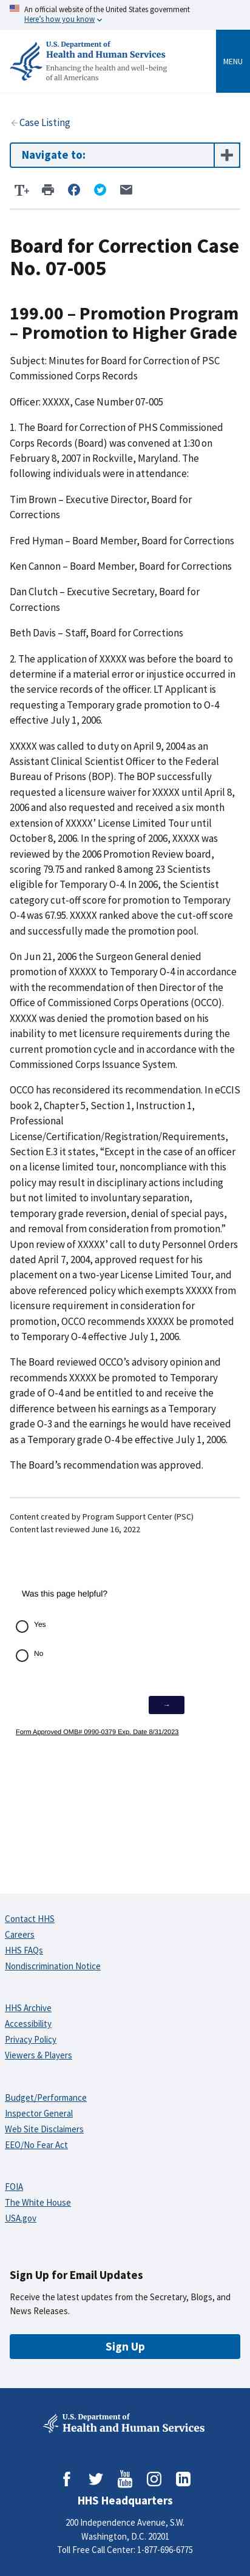 An official website of the United States government
Here's how you know
U.S. Department of
Health and Human Services
Enhancing the health and well-being
of all Americans
MENU
Case Listing
Navigate to:
T+
Board for Correction Case
No. 07-005
199.00 – Promotion Program
– Promotion to Higher Grade
Subject: Minutes for Board for Correction of PSC
Commissioned Corps Records
Officer: XXXXX, Case Number 07-005
1. The Board for Correction of PHS Commissioned
Corps Records (Board) was convened at 1:30 on
February 8, 2007 in Rockville, Maryland. The
following individuals were in attendance:
Tim Brown – Executive Director, Board for
Corrections
Fred Hyman – Board Member, Board for Corrections
Ken Cannon – Board Member, Board for Corrections
Dan Clutch – Executive Secretary, Board for
Corrections
Beth Davis – Staff, Board for Corrections
2. The application of XXXXX was before the board to
determine if a material error or injustice occurred in
the service records of the officer. LT Applicant is
requesting a Temporary grade promotion to O-4
effective July 1, 2006.
XXXXX was called to duty on April 9, 2004 as an
Assistant Clinical Scientist Officer to the Federal
Bureau of Prisons (BOP). The BOP successfully
requested a licensure waiver for XXXXX until April 8,
2006 and also requested and received a six month
extension of XXXXX' License Limited Tour until
October 8, 2006. In the spring of 2006, XXXXX was
reviewed by the 2006 Promotion Review board,
scoring 79.75 and ranked 8 among 23 Scientists
eligible for Temporary O-4. In 2006, the Scientist
category cut-off score for promotion to Temporary
O-4 was 67.95. XXXXX ranked above the cut-off score
and successfully made the promotion pool.
On Jun 21, 2006 the Surgeon General denied
promotion of XXXXX to Temporary O-4 in accordance
with the recommendation of then Director of the
Office of Commissioned Corps Operations (OCCO).
XXXXX was denied the promotion based on his
inability to met licensure requirements during the
current promotion cycle and in accordance with the
Commissioned Corps Issuance System.
OCCO has reconsidered its recommendation. In eCCIS
book 2, Chapter 5, Section 1, Instruction 1,
Professional
License/Certification/Registration/Requirements,
Section E.3 it states, “Except in the case of an officer
on a license limited tour, noncompliance with this
policy may result in disciplinary actions including
but not limited to involuntary separation,
temporary grade reversion, denial of special pays,
and removal from consideration from promotion.”
Upon review of XXXXX' call to duty Personnel Orders
dated April 7, 2004, approved request for his
placement on a two-year License Limited Tour, and
above referenced policy which exempts XXXXX from
licensure requirement in consideration for
promotion, OCCO recommends XXXXX be promoted
to Temporary O-4 effective July 1, 2006.
The Board reviewed OCCO's advisory opinion and
recommends XXXXX be promoted to Temporary
grade of O-4 and be entitled to and receive the
difference between his earnings as a Temporary
grade O-3 and the earnings he would have received
as a Temporary grade O-4 be effective July 1, 2006.
The Board's recommendation was approved.
Content created by Program Support Center (PSC)
Content last reviewed June 16, 2022
Was this page helpful?
Yes
No
→
Form Approved OMB# 0990-0379 Exp. Date 8/31/2023
Contact HHS
Careers
HHS FAQs
Nondiscrimination Notice
HHS Archive
Accessibility
Privacy Policy
Viewers & Players
Budget/Performance
Inspector General
Web Site Disclaimers
EEO/No Fear Act
FOIA
The White House
USA.gov
Sign Up for Email Updates
Receive the latest updates from the Secretary, Blogs, and
News Releases.
Sign Up
U.S. Department of
Health and Human Services
You
Tube
HHS Headquarters
200 Independence Avenue, S.W.
Washington, D.C. 20201
Toll Free Call Center: 1-877-696-6775